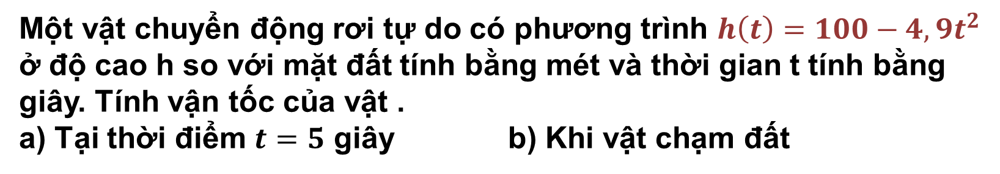 Một vật chuyển động rơi tự do có phương trình h(t) = 100 − 4, 9t²
ở độ cao h so với mặt đất tính bằng mét và thời gian t tính bằng
giây. Tính vận tốc của vật .
a) Tại thời điểm t = 5 giây b) Khi vật chạm đất